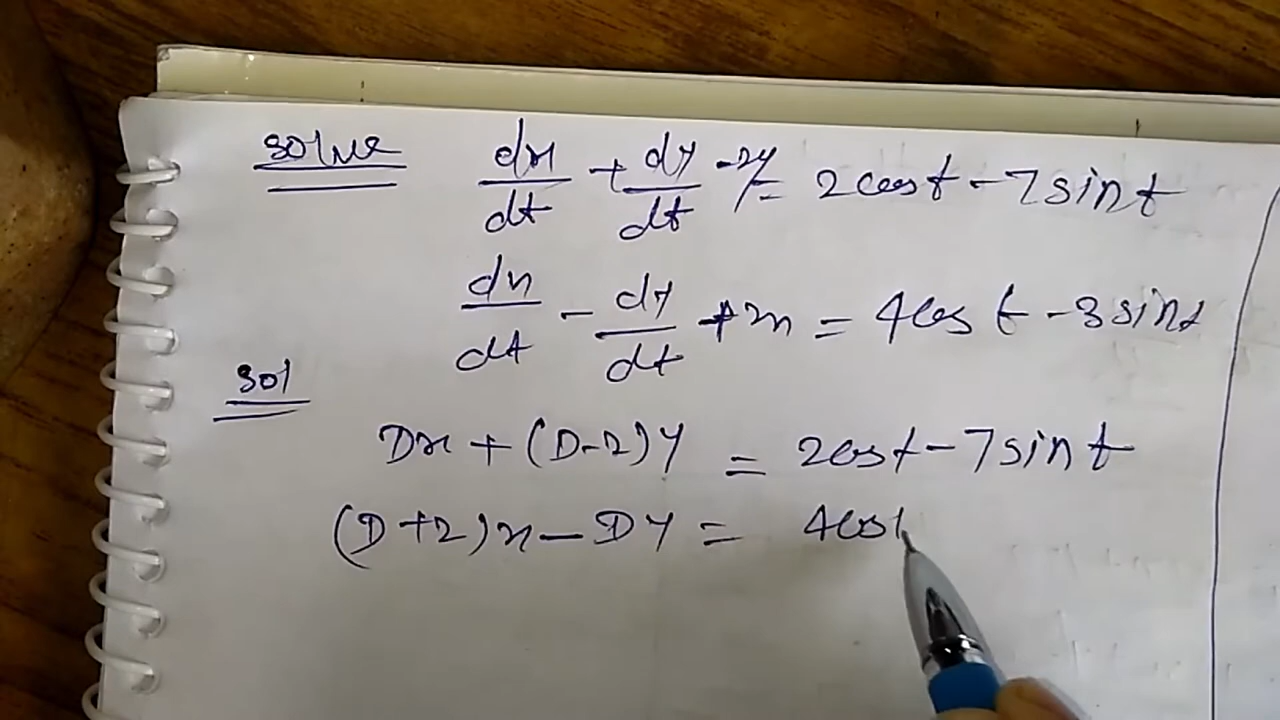 solve dx/dt + dy/dt - 2y = 2cost - 7sint
dx/dt - dy/dt + 2x = 4cost - 3sint
sol
Dx + (D-2)y = 2cost - 7sint
(D+2)x - Dy = 4cost